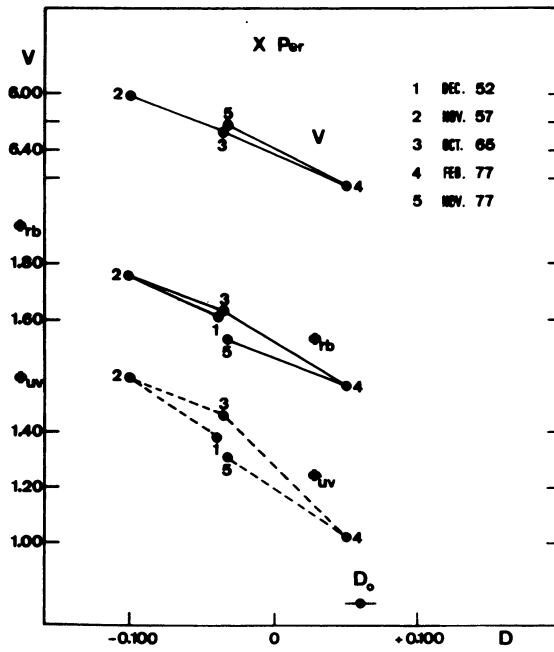 X Per
V
6.00
6.40
Φrb
1.80
1.60
Φuv
1.40
1.20
1.00
1 DEC. 52
2 NOV. 57
3 OCT. 65
4 FEB. 77
5 NOV. 77
2
5
3
V
4
2
3
1
5
Φrb
4
2
3
1
5
Φuv
4
D₀
-0.100
0
+0.100
D